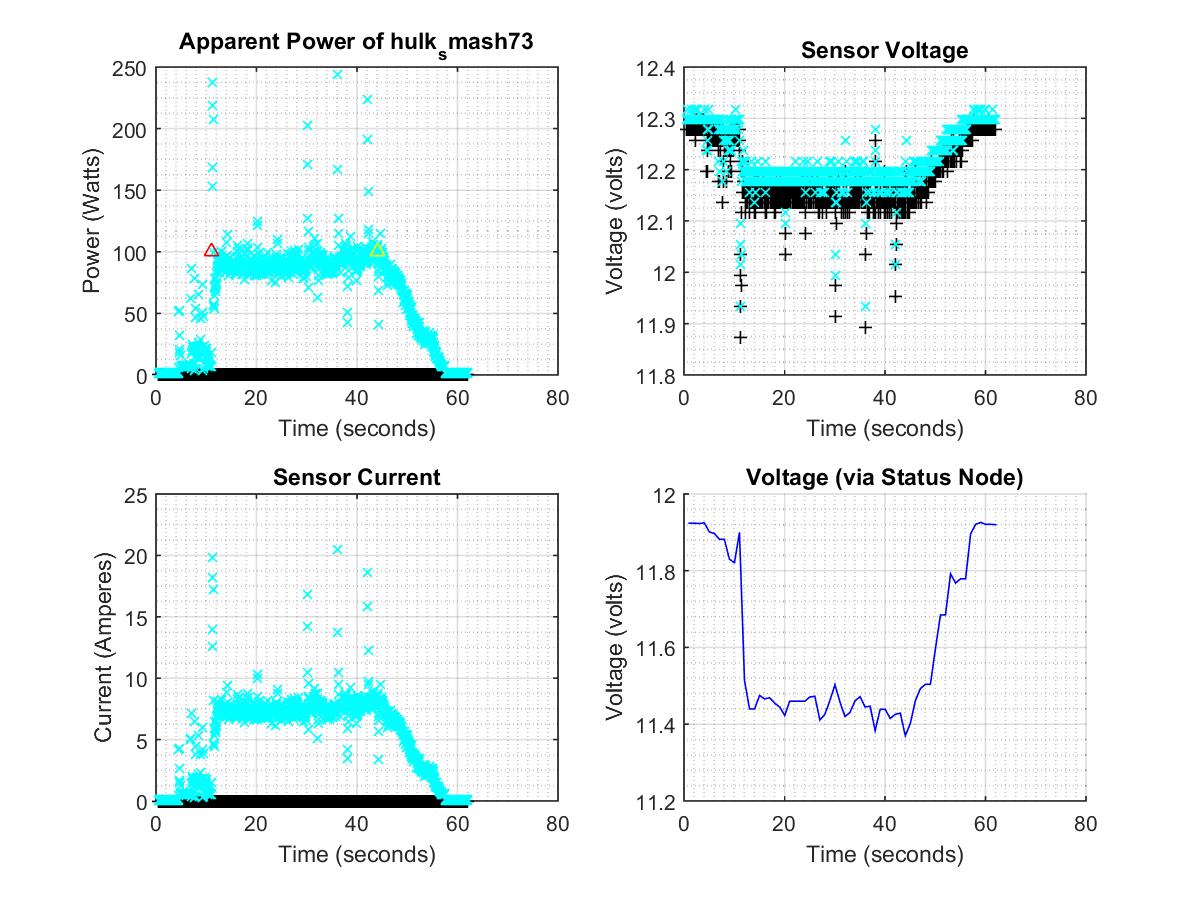 Apparent Power of hulksmash73
250
200
150
100
50
0
Power (Watts)
0 20 40 60 80
Time (seconds)
Sensor Voltage
12.4
12.3
12.2
12.1
12
11.9
11.8
Voltage (volts)
0 20 40 60 80
Time (seconds)
Sensor Current
25
20
15
10
5
0
Current (Amperes)
0 20 40 60 80
Time (seconds)
Voltage (via Status Node)
12
11.8
11.6
11.4
11.2
Voltage (volts)
0 20 40 60 80
Time (seconds)